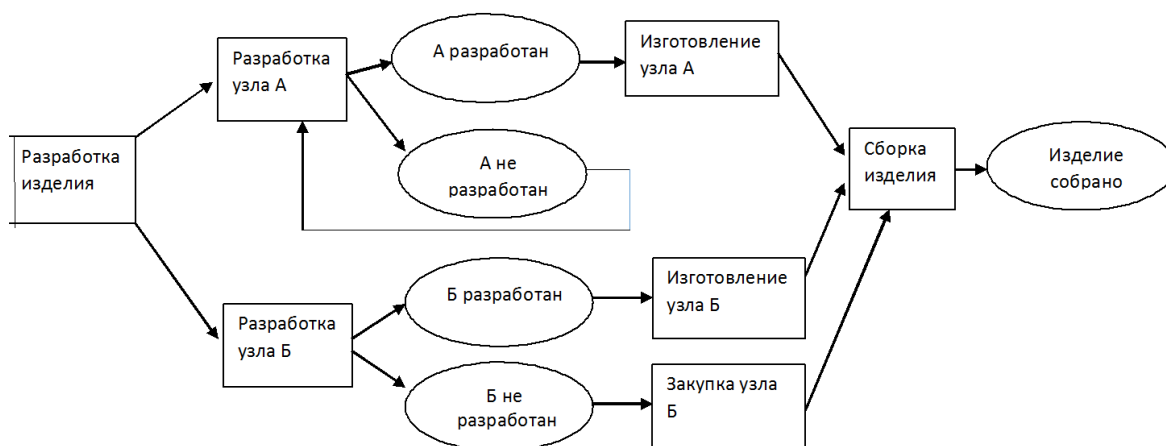 Разработка
изделия
Разработка
узла А
А разработан
А не
разработан
Изготовление
узла А
Разработка
узла Б
Б разработан
Б не
разработан
Изготовление
узла Б
Закупка узла
Б
Сборка
изделия
Изделие
собрано